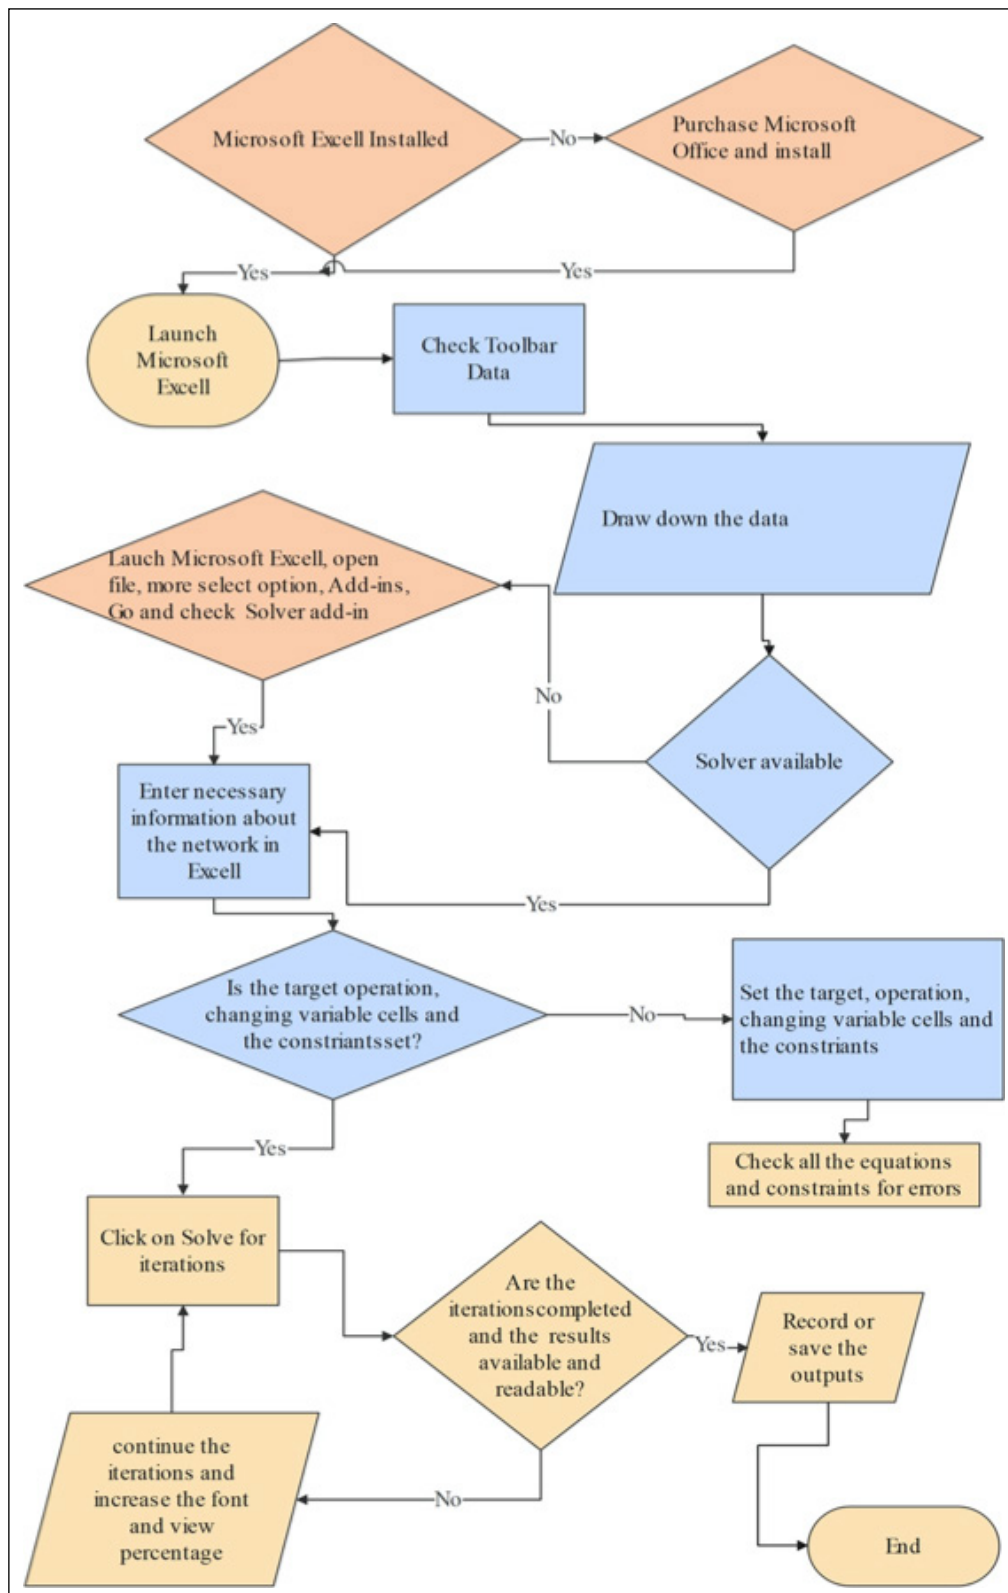 Microsoft Excell Installed
No
Purchase Microsoft
Office and install
Yes
Yes
Launch
Microsoft
Excell
Check Toolbar
Data
Draw down the data
Lauch Microsoft Excell, open
file, more select option, Add-ins,
Go and check Solver add-in
No
Solver available
Yes
Enter necessary
information about
the network in
Excell
Yes
Is the target operation,
changing variable cells and
the constriantsset?
No
Set the target, operation,
changing variable cells and
the constriants
Yes
Check all the equations
and constraints for errors
Click on Solve for
iterations
Are the
iterationscompleted
and the results
available and
readable?
Yes
Record or
save the
outputs
continue the
iterations and
increase the font
and view
percentage
No
End